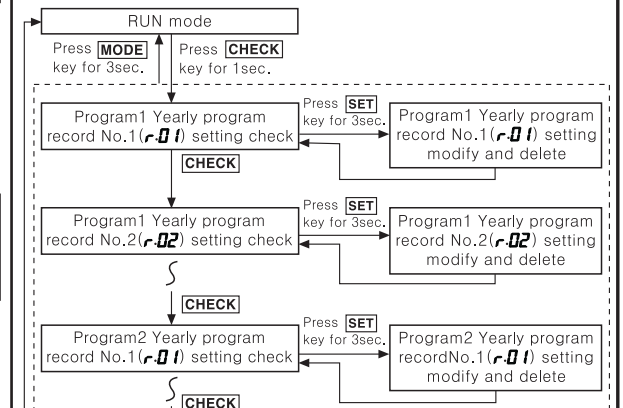 RUN mode
Press MODE
key for 3sec.
Press CHECK
key for 1sec.
Program1 Yearly program
record No.1(r.01) setting check
Press SET
key for 3sec.
Program1 Yearly program
record No.1(r.01) setting
modify and delete
CHECK
Program1 Yearly program
record No.2(r.02) setting check
Press SET
key for 3sec.
Program1 Yearly program
record No.2(r.02) setting
modify and delete
CHECK
Program2 Yearly program
record No.1(r.01) setting check
Press SET
key for 3sec.
Program2 Yearly program
recordNo.1(r.01) setting
modify and delete
CHECK